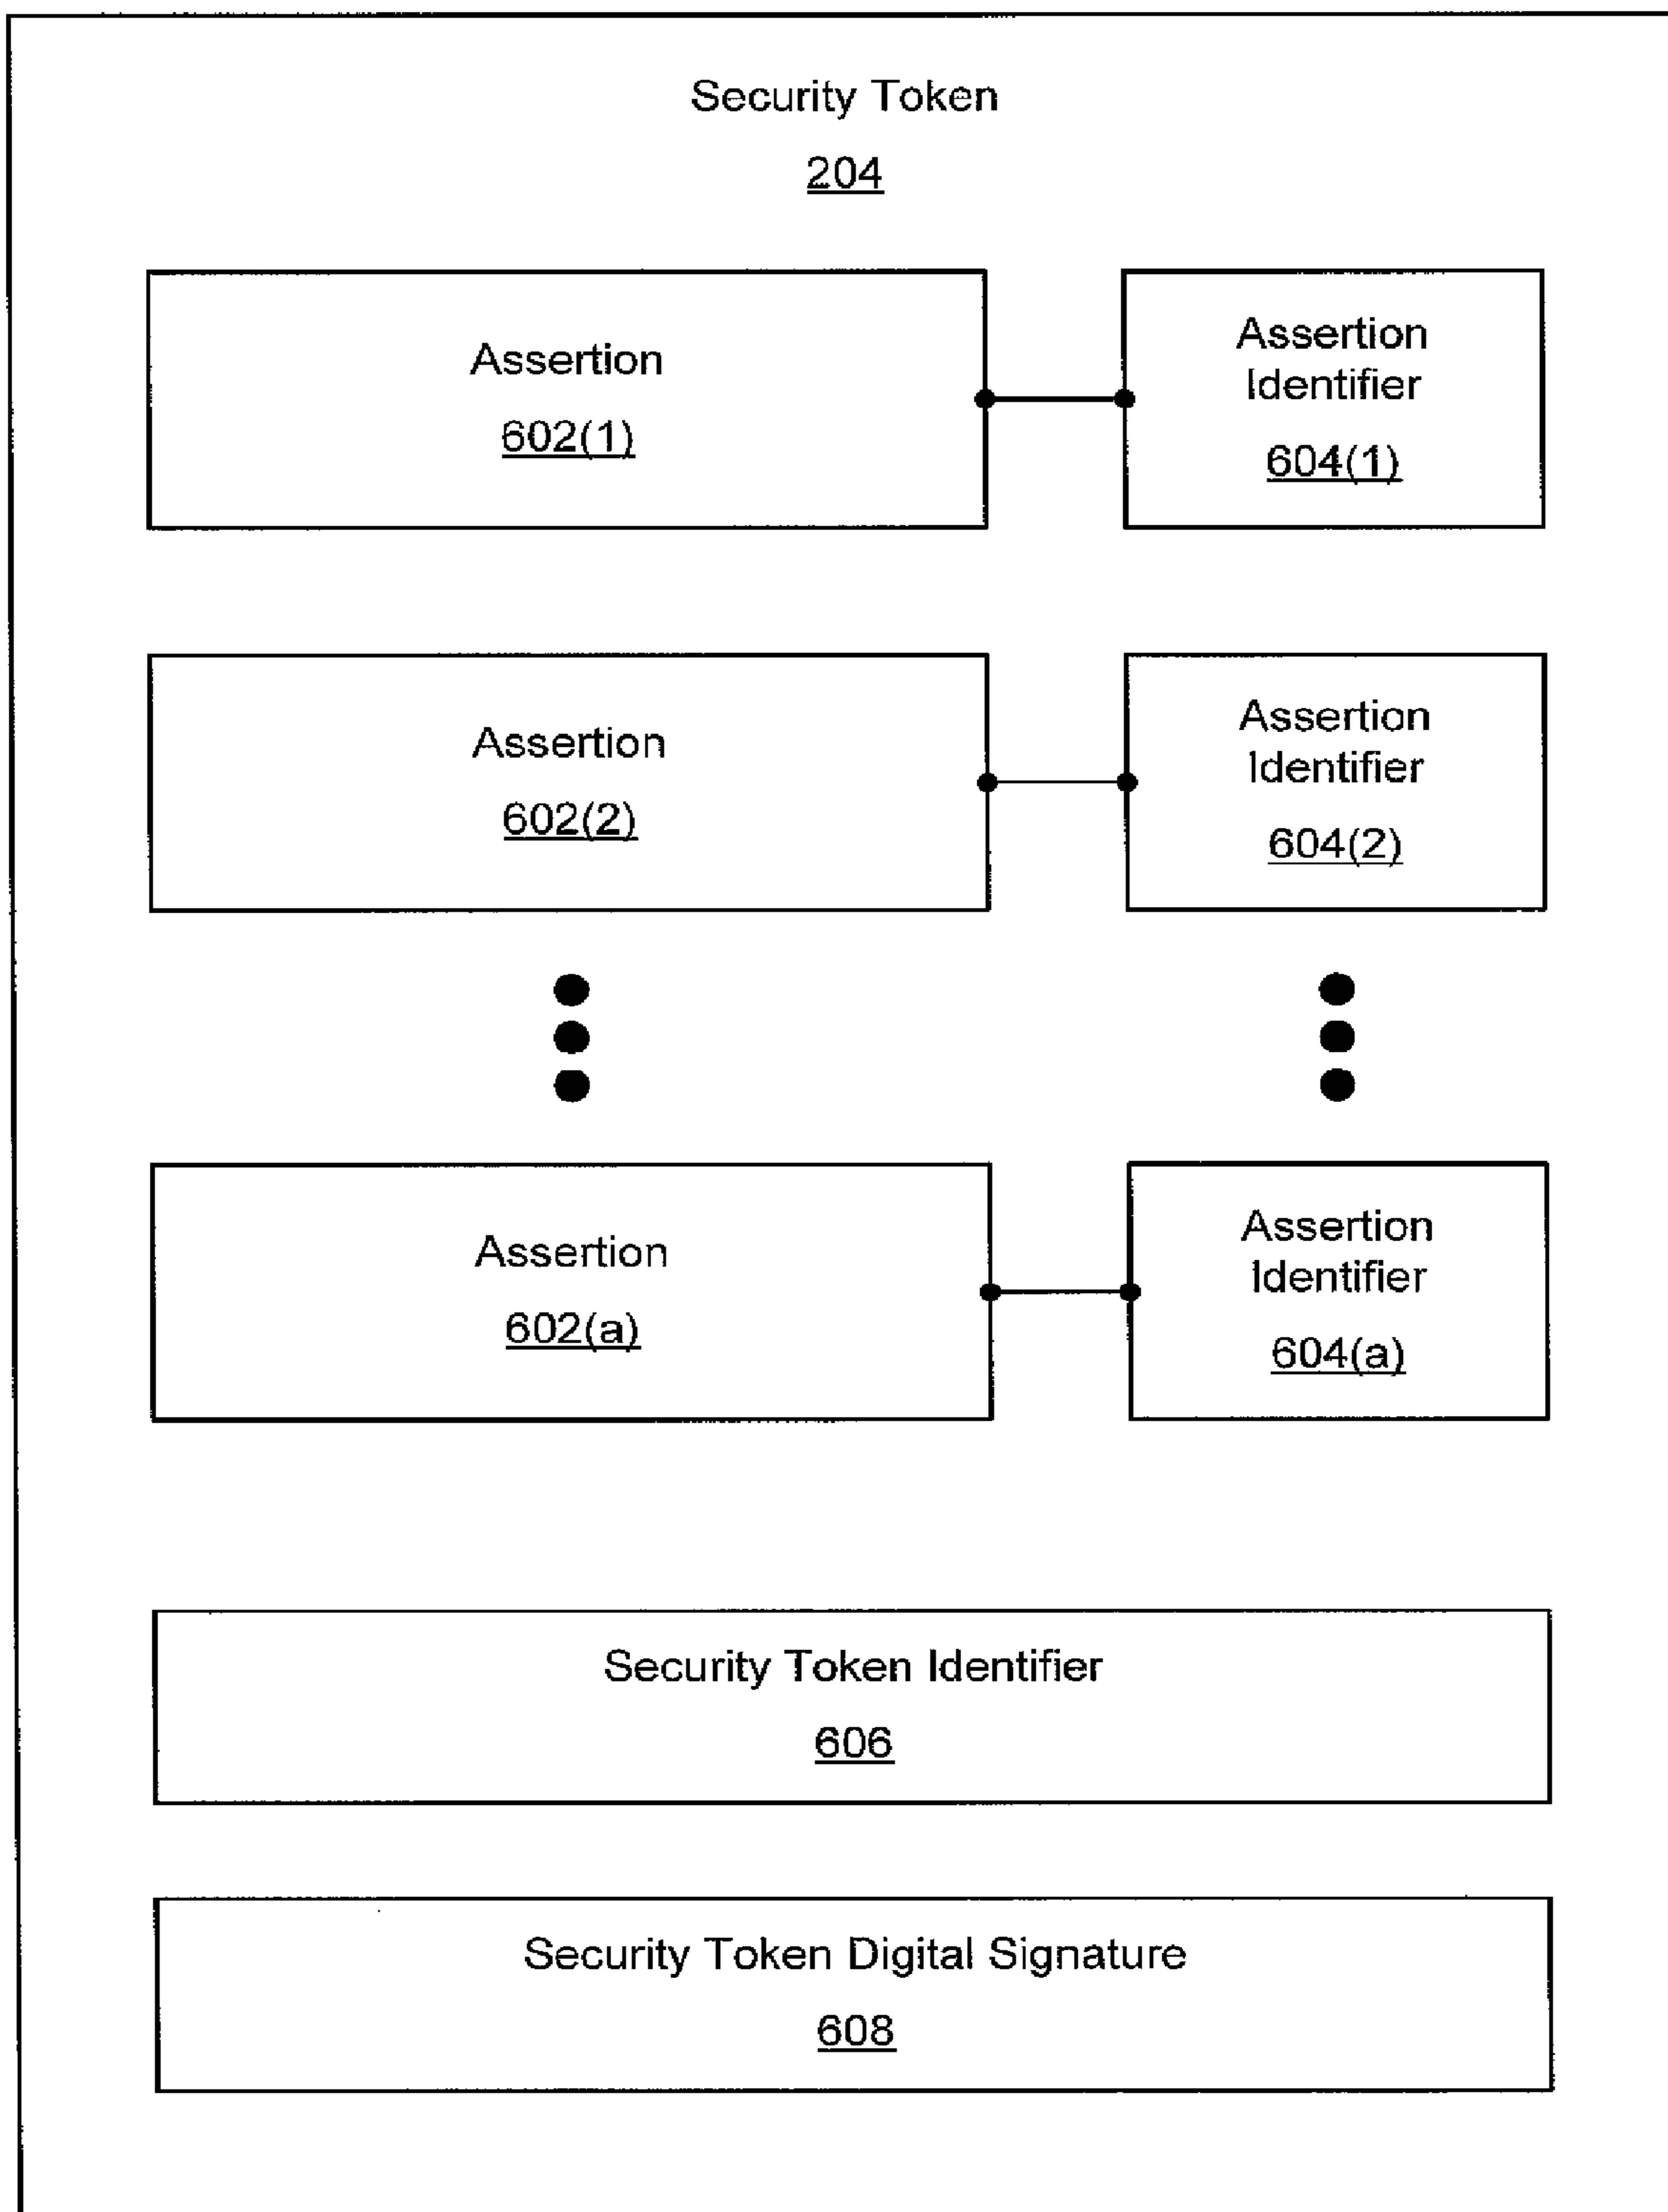 Security Token
204
Assertion
602(1)
Assertion
Identifier
604(1)
Assertion
602(2)
Assertion
Identifier
604(2)
Assertion
602(a)
Assertion
Identifier
604(a)
Security Token Identifier
606
Security Token Digital Signature
608